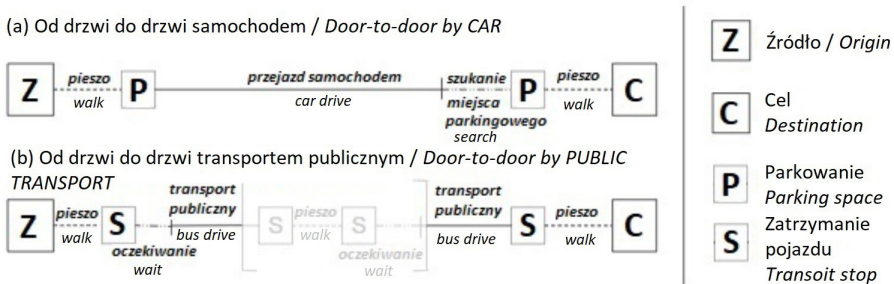 (a) Od drzwi do drzwi samochodem / Door-to-door by CAR
Z pieszo walk P przejazd samochodem car drive szukanie miejsca parkingowego search P pieszo walk C
(b) Od drzwi do drzwi transportem publicznym / Door-to-door by PUBLIC
TRANSPORT
Z pieszo walk S oczekiwanie wait transport publiczny bus drive S pieszo walk S oczekiwanie wait transport publiczny bus drive S pieszo walk C
Z Źródło / Origin
C Cel
Destination
P Parkowanie
Parking space
S Zatrzymanie
pojazdu
Transoit stop